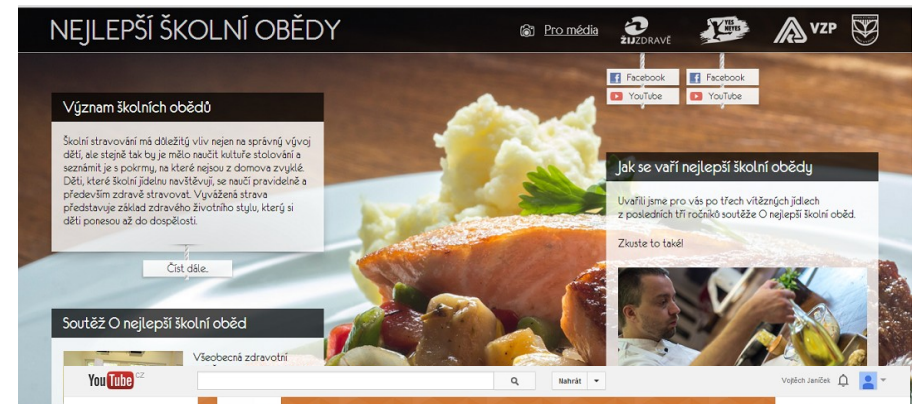 NEJLEPŠÍ ŠKOLNÍ OBĚDY
Pro média
ŽIJZDRAVĚ
YES NEYES
VZP
Facebook
YouTube
Facebook
YouTube
Význam školních obědů
Školní stravování má důležitý vliv nejen na správný vývoj
dětí, ale stejně tak by je mělo naučit kultuře stolování a
seznámit je s pokrmy, na které nejsou z domova zvyklé.
Děti, které školní jídelnu navštěvují, se naučí pravidelně a
především zdravě stravovat. Vyvážená strava
představuje základ zdravého životního stylu, který si
děti ponesou až do dospělosti.
Číst dále..
Jak se vaří nejlepší školní obědy
Uvařili jsme pro vás po třech vítězných jídlech
z posledních tří ročníků soutěže O nejlepší školní oběd.
Zkuste to také!
Soutěž O nejlepší školní oběd
Všeobecná zdravotní
YouTube CZ
Nahrát
Vojtěch Janíček